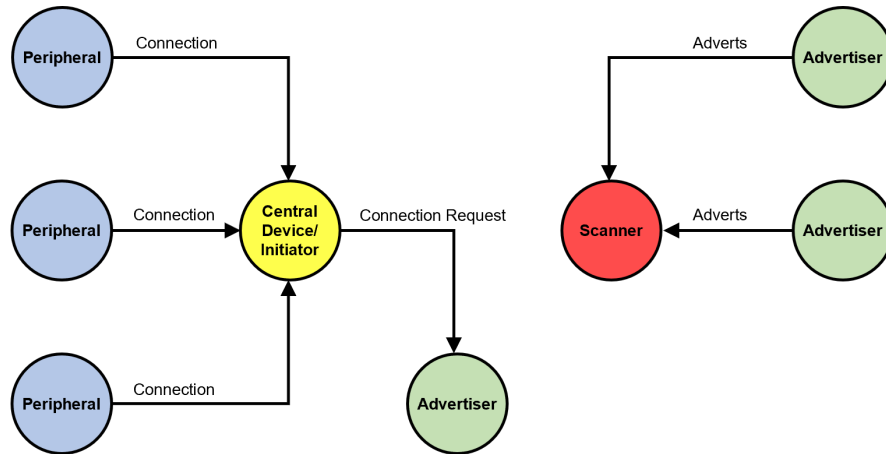 Peripheral
Connection
Adverts
Advertiser
Peripheral
Connection
Central
Device/
Initiator
Connection Request
Scanner
Adverts
Advertiser
Peripheral
Connection
Advertiser